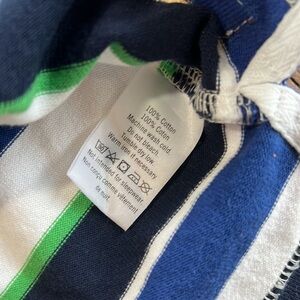 100% Cotton
100% Coton
Machine wash cold.
Do not bleach.
Tumble dry low.
Warm iron if necessary
Not intended for sleepwear
Non conçu comme vêtement
de nuit.